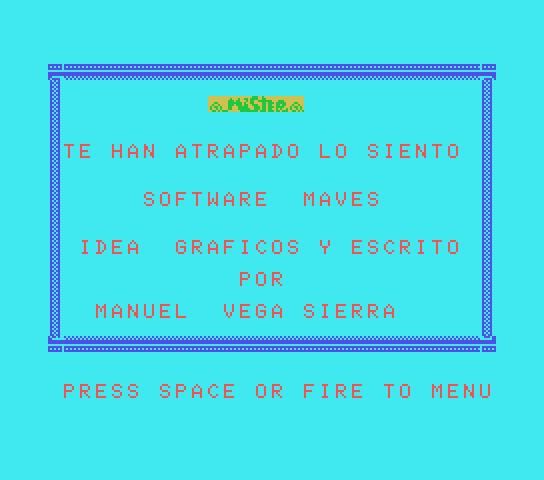 TE HAN ATRAPADO LO SIENTO
SOFTWARE MAVES
IDEA GRAFICOS Y ESCRITO
POR
MANUEL VEGA SIERRA
PRESS SPACE OR FIRE TO MENU